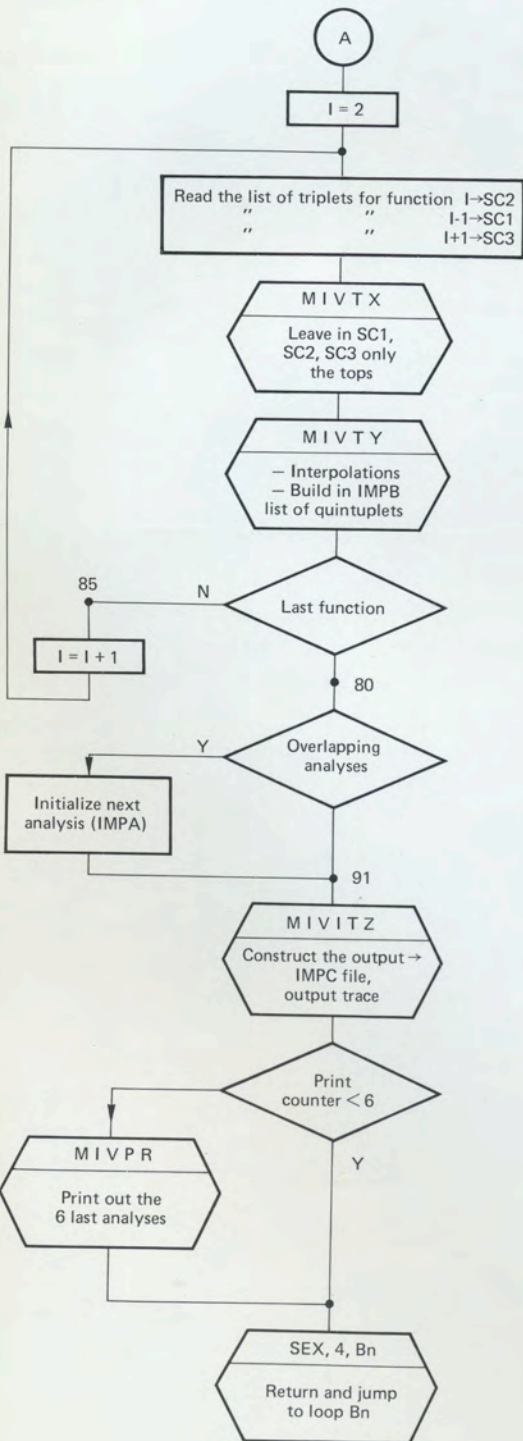 A
I = 2
Read the list of triplets for function I→SC2
" " I-1→SC1
" " I+1→SC3
MIVTX
Leave in SC1,
SC2, SC3 only
the tops
MIVTY
– Interpolations
– Build in IMPB
list of quintuplets
Last function
N
85
I = I + 1
80
Overlapping
analyses
Y
Initialize next
analysis (IMPA)
91
MIVITZ
Construct the output →
IMPC file,
output trace
Print
counter < 6
Y
MIVPR
Print out the
6 last analyses
SEX, 4, Bn
Return and jump
to loop Bn